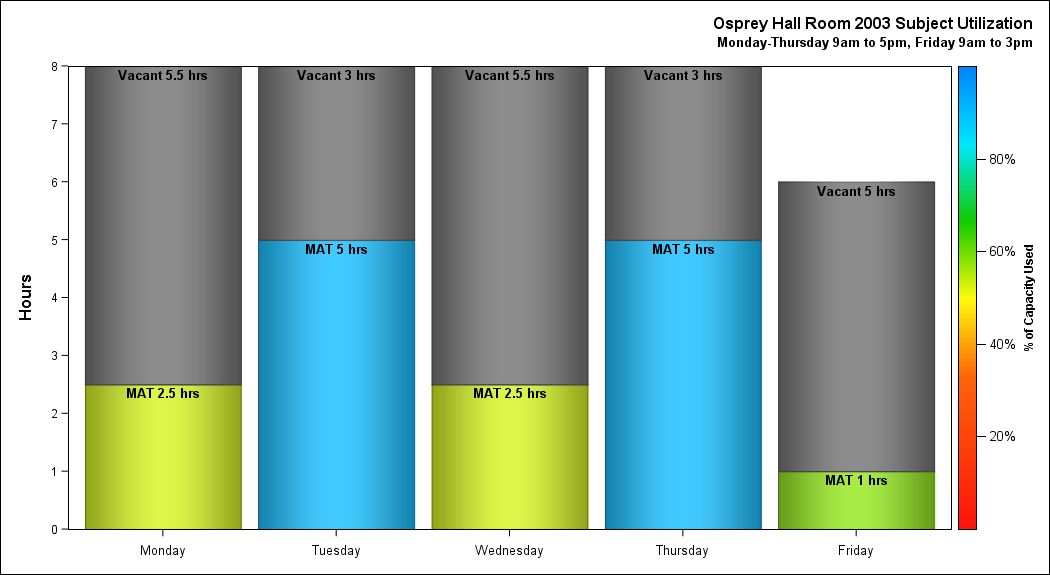 Osprey Hall Room 2003 Subject Utilization
Monday-Thursday 9am to 5pm, Friday 9am to 3pm
8
7
6
5
4
3
2
1
0
Hours
Vacant 5.5 hrs
Vacant 3 hrs
Vacant 5.5 hrs
Vacant 3 hrs
Vacant 5 hrs
MAT 2.5 hrs
MAT 5 hrs
MAT 2.5 hrs
MAT 5 hrs
MAT 1 hrs
Monday
Tuesday
Wednesday
Thursday
Friday
80%
60%
40%
20%
% of Capacity Used